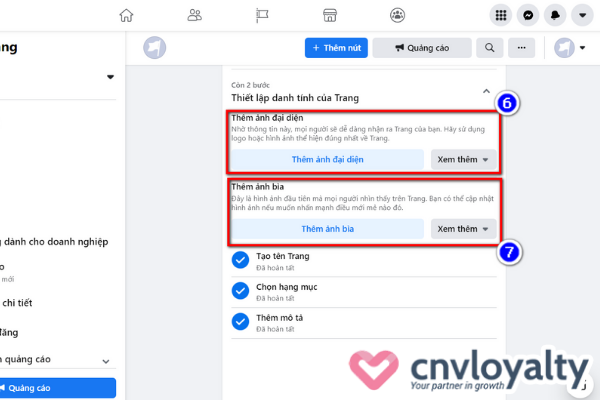 ang
+ Thêm nút
Quảng cáo
Còn 2 bước
Thiết lập danh tính của Trang
6
Thêm ảnh đại diện
Nhờ thông tin này, mọi người sẽ dễ dàng nhận ra Trang của bạn. Hãy sử dụng
logo hoặc hình ảnh thể hiện đúng nhất về Trang.
Thêm ảnh đại diện
Xem thêm
Thêm ảnh bìa
Đây là hình ảnh đầu tiên mà mọi người nhìn thấy trên Trang. Bạn có thể cập nhật
hình ảnh nếu muốn nhấn mạnh điều mới mẻ nào đó.
Thêm ảnh bìa
Xem thêm
7
Tạo tên Trang
Đã hoàn tất
Chọn hạng mục
Đã hoàn tất
Thêm mô tả
Đã hoàn tất
dành cho doanh nghiệp
o
mới
chi tiết
đăng
quảng cáo
Quảng cáo
cnvloyalty
Your partner in growth